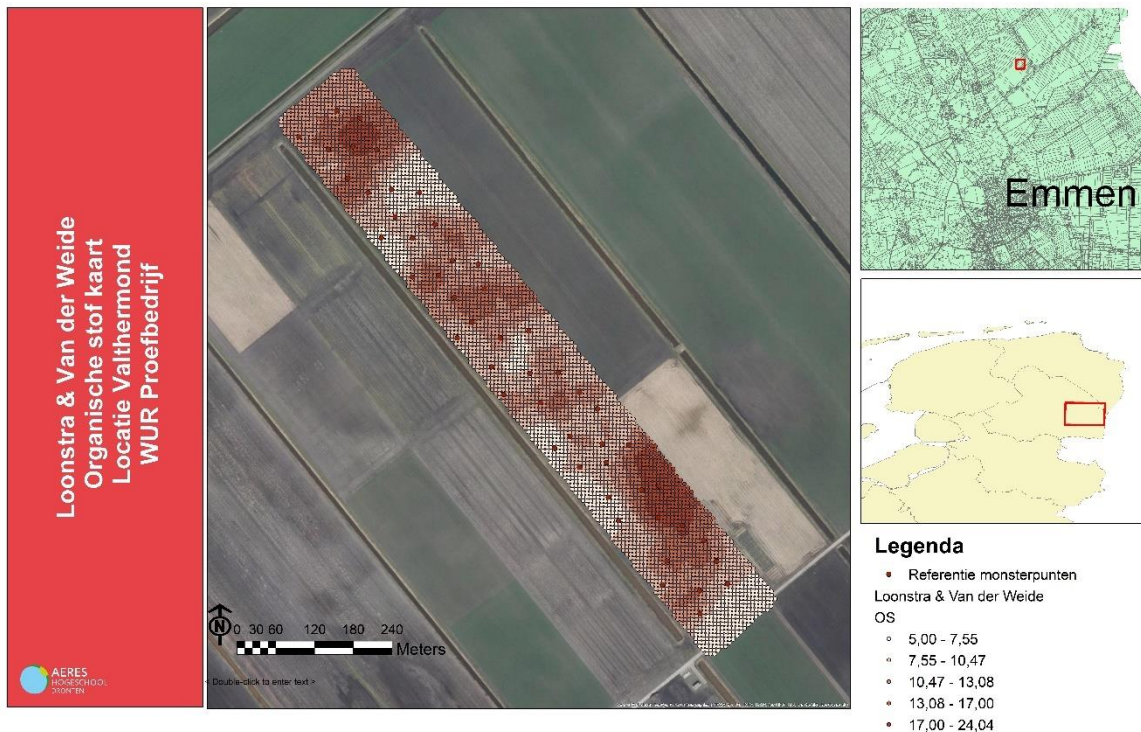 Loonstra & Van der Weide
Organische stof kaart
Locatie Valthermond
WUR Proefbedrijf
AERES
HOGESCHOOL
DRONTEN
N
0 30 60 120 180 240
Meters
< Double-click to enter text >
Emmen
Legenda
Referentie monsterpunten
Loonstra & Van der Weide
OS
5,00 - 7,55
7,55 - 10,47
10,47 - 13,08
13,08 - 17,00
17,00 - 24,04